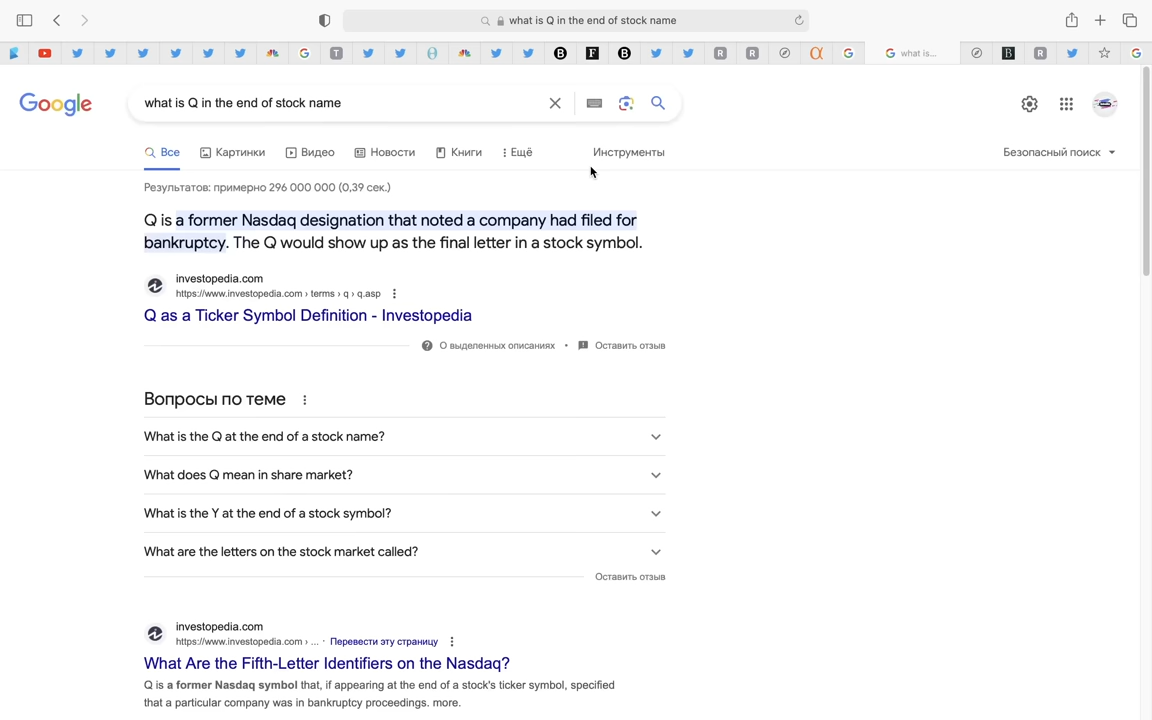 what is Q in the end of stock name
what is...
Google
what is Q in the end of stock name
Все
Картинки
Видео
Новости
Книги
Ещё
Инструменты
Безопасный поиск
Результатов: примерно 296 000 000 (0,39 сек.)
Q is a former Nasdaq designation that noted a company had filed for
bankruptcy. The Q would show up as the final letter in a stock symbol.
investopedia.com
https://www.investopedia.com › terms › q › q.asp
Q as a Ticker Symbol Definition - Investopedia
О выделенных описаниях • Оставить отзыв
Вопросы по теме
What is the Q at the end of a stock name?
What does Q mean in share market?
What is the Y at the end of a stock symbol?
What are the letters on the stock market called?
Оставить отзыв
investopedia.com
https://www.investopedia.com › ... · Перевести эту страницу
What Are the Fifth-Letter Identifiers on the Nasdaq?
Q is a former Nasdaq symbol that, if appearing at the end of a stock's ticker symbol, specified
that a particular company was in bankruptcy proceedings. more.